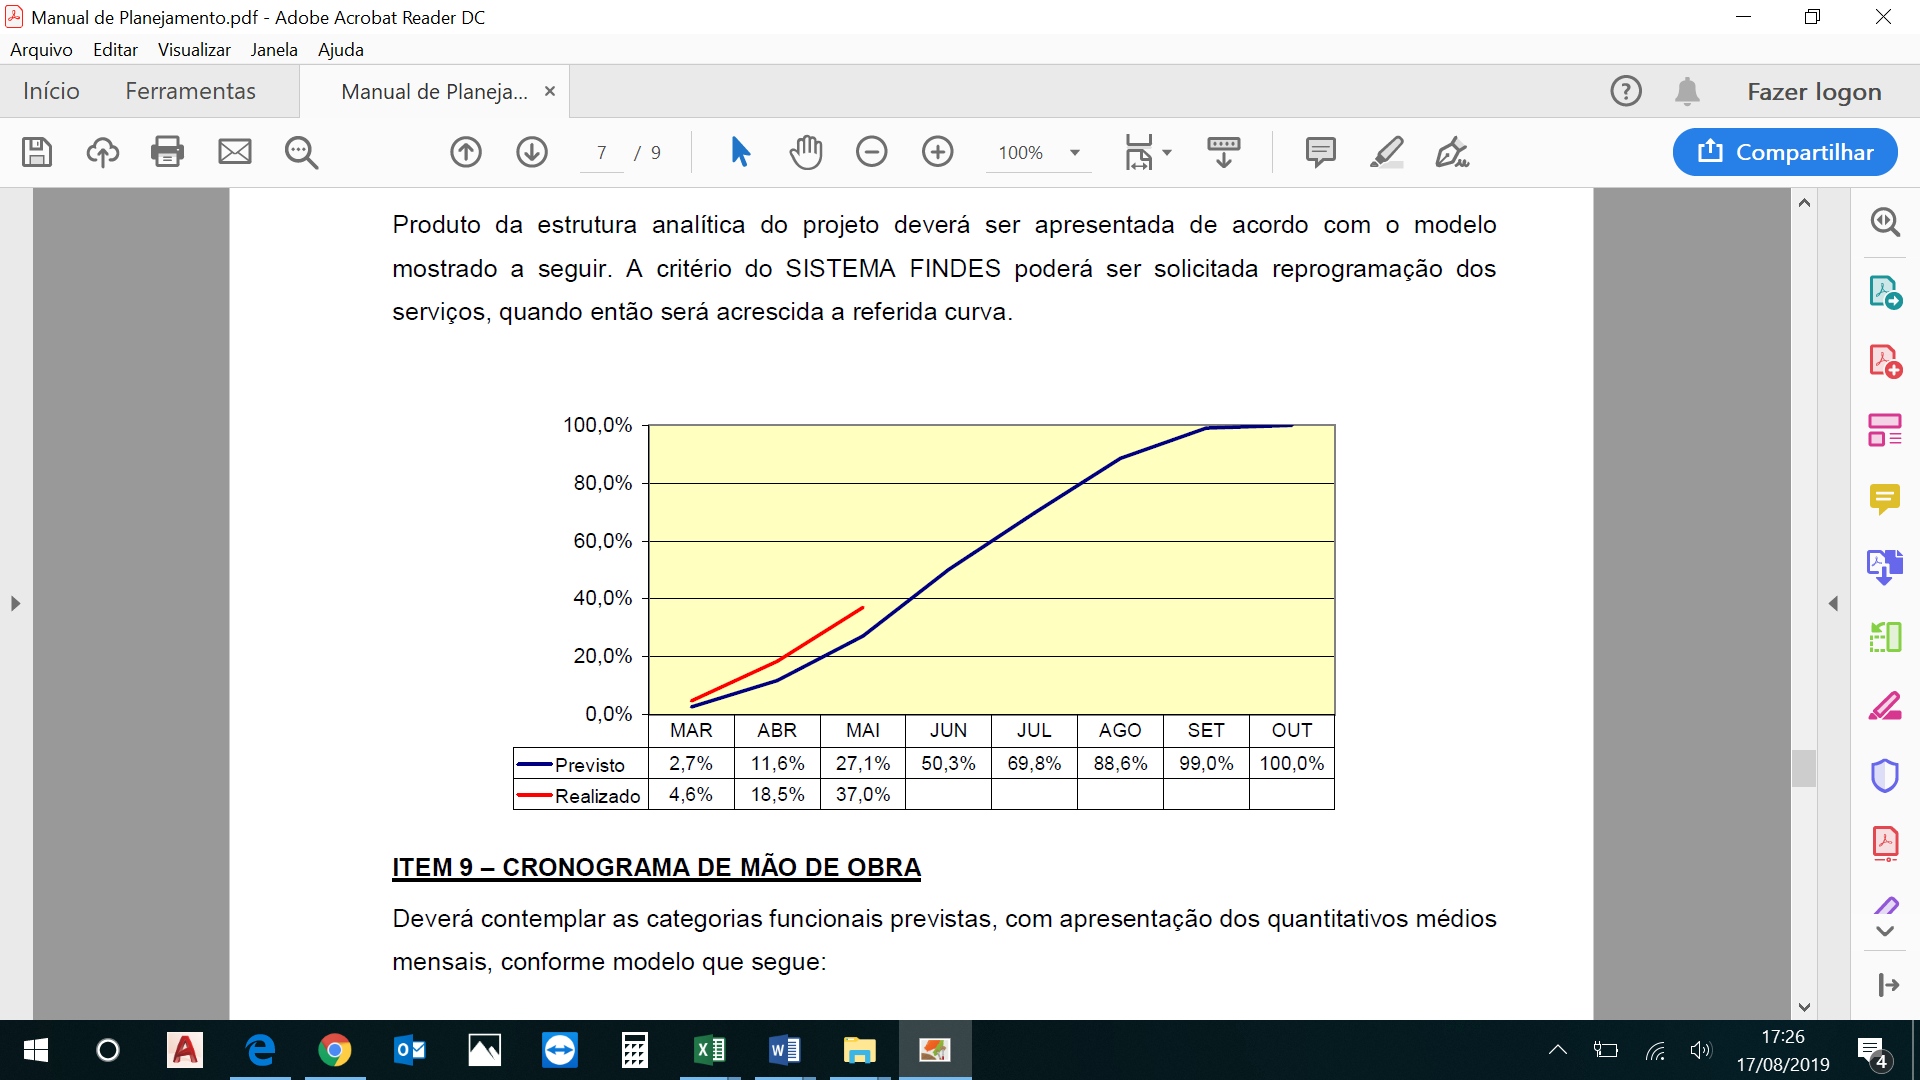 Manual de Planejamento.pdf - Adobe Acrobat Reader DC
Arquivo Editar Visualizar Janela Ajuda
Início Ferramentas Manual de Planeja... × Fazer logon
7 / 9 100% Compartilhar
Produto da estrutura analítica do projeto deverá ser apresentada de acordo com o modelo
mostrado a seguir. A critério do SISTEMA FINDES poderá ser solicitada reprogramação dos
serviços, quando então será acrescida a referida curva.
100,0%
80,0%
60,0%
40,0%
20,0%
0,0%
MAR ABR MAI JUN JUL AGO SET OUT
Previsto 2,7% 11,6% 27,1% 50,3% 69,8% 88,6% 99,0% 100,0%
Realizado 4,6% 18,5% 37,0%
ITEM 9 – CRONOGRAMA DE MÃO DE OBRA
Deverá contemplar as categorias funcionais previstas, com apresentação dos quantitativos médios
mensais, conforme modelo que segue:
17:26
17/08/2019
4